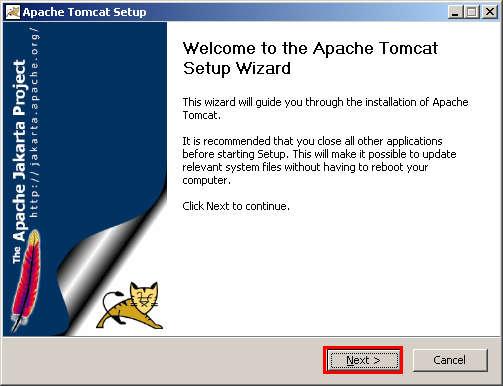 Apache Tomcat Setup
The Apache Jakarta Project
http://jakarta.apache.org/
Welcome to the Apache Tomcat
Setup Wizard
This wizard will guide you through the installation of Apache
Tomcat.
It is recommended that you close all other applications
before starting Setup. This will make it possible to update
relevant system files without having to reboot your
computer.
Click Next to continue.
Next >
Cancel